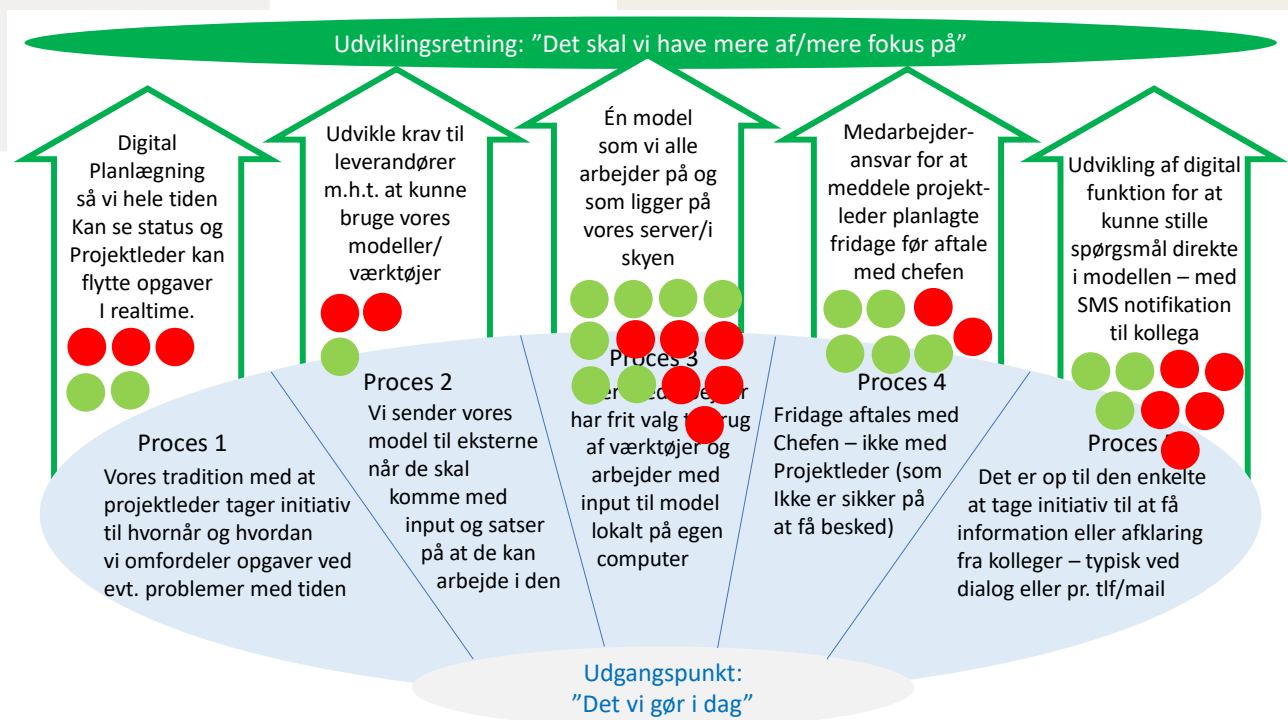 Udviklingsretning: ”Det skal vi have mere af/mere fokus på”
Digital
Planlægning
så vi hele tiden
Kan se status og
Projektleder kan
flytte opgaver
I realtime.
Udvikle krav til
leverandører
m.h.t. at kunne
bruge vores
modeller/
værktøjer
Én model
som vi alle
arbejder på og
som ligger på
vores server/i
skyen
Medarbejder-
ansvar for at
meddele projekt-
leder planlagte
fridage før aftale
med chefen
Udvikling af digital
funktion for at
kunne stille
spørgsmål direkte
i modellen – med
SMS notifikation
til kollega
Proces 1
Vores tradition med at
projektleder tager initiativ
til hvornår og hvordan
vi omfordeler opgaver ved
evt. problemer med tiden
Proces 2
Vi sender vores
model til eksterne
når de skal
komme med
input og satser
på at de kan
arbejde i den
Proces 3
har frit valg
af værktøjer og
arbejder med
input til model
lokalt på egen
computer
Proces 4
Fridage aftales med
Chefen – ikke med
Projektleder (som
Ikke er sikker på
at få besked)
Proces
Det er op til den enkelte
at tage initiativ til at få
information eller afklaring
fra kolleger – typisk ved
dialog eller pr. tlf/mail
Udgangspunkt:
”Det vi gør i dag”